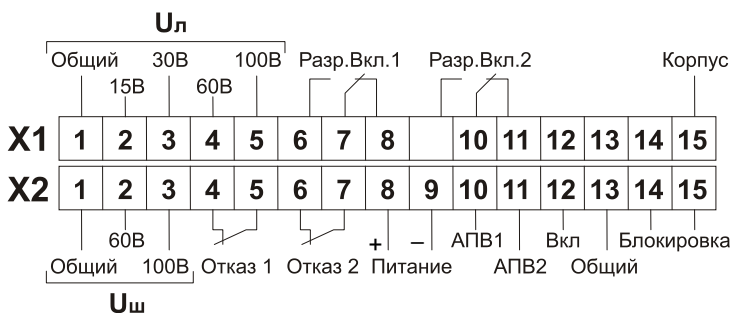 Uл
Общий 30В 100В Разр.Вкл.1 Разр.Вкл.2 Корпус
15В 60В
X1 1 2 3 4 5 6 7 8 10 11 12 13 14 15
X2 1 2 3 4 5 6 7 8 9 10 11 12 13 14 15
60В + − АПВ1 Вкл Блокировка
Общий 100В Отказ 1 Отказ 2 Питание АПВ2 Общий
Uш